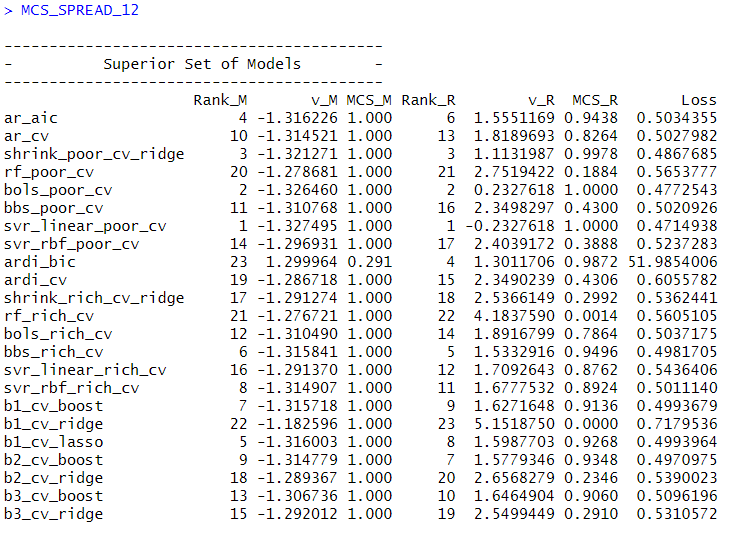 > MCS_SPREAD_12
------------------------------------------
-          Superior Set of Models        -
------------------------------------------
Rank_M v_M MCS_M Rank_R v_R MCS_R Loss
ar_aic 4 -1.316226 1.000 6 1.5551169 0.9438 0.5034355
ar_cv 10 -1.314521 1.000 13 1.8189693 0.8264 0.5027982
shrink_poor_cv_ridge 3 -1.321271 1.000 3 1.1131987 0.9978 0.4867685
rf_poor_cv 20 -1.278681 1.000 21 2.7519422 0.1884 0.5653777
bols_poor_cv 2 -1.326460 1.000 2 0.2327618 1.0000 0.4772543
bbs_poor_cv 11 -1.310768 1.000 16 2.3498297 0.4300 0.5020926
svr_linear_poor_cv 1 -1.327495 1.000 1 -0.2327618 1.0000 0.4714938
svr_rbf_poor_cv 14 -1.296931 1.000 17 2.4039172 0.3888 0.5237283
ardi_bic 23 1.299964 0.291 4 1.3011706 0.9872 51.9854006
ardi_cv 19 -1.286718 1.000 15 2.3490239 0.4306 0.6055782
shrink_rich_cv_ridge 17 -1.291274 1.000 18 2.5366149 0.2992 0.5362441
rf_rich_cv 21 -1.276721 1.000 22 4.1837590 0.0014 0.5605105
bols_rich_cv 12 -1.310490 1.000 14 1.8916799 0.7864 0.5037175
bbs_rich_cv 6 -1.315841 1.000 5 1.5332916 0.9496 0.4981705
svr_linear_rich_cv 16 -1.291370 1.000 12 1.7092643 0.8762 0.5436406
svr_rbf_rich_cv 8 -1.314907 1.000 11 1.6777532 0.8924 0.5011140
b1_cv_boost 7 -1.315718 1.000 9 1.6271648 0.9136 0.4993679
b1_cv_ridge 22 -1.182596 1.000 23 5.1518750 0.0000 0.7179536
b1_cv_lasso 5 -1.316003 1.000 8 1.5987703 0.9268 0.4993964
b2_cv_boost 9 -1.314779 1.000 7 1.5779346 0.9348 0.4970975
b2_cv_ridge 18 -1.289367 1.000 20 2.6568279 0.2346 0.5390023
b3_cv_boost 13 -1.306736 1.000 10 1.6464904 0.9060 0.5096196
b3_cv_ridge 15 -1.292012 1.000 19 2.5499449 0.2910 0.5310572